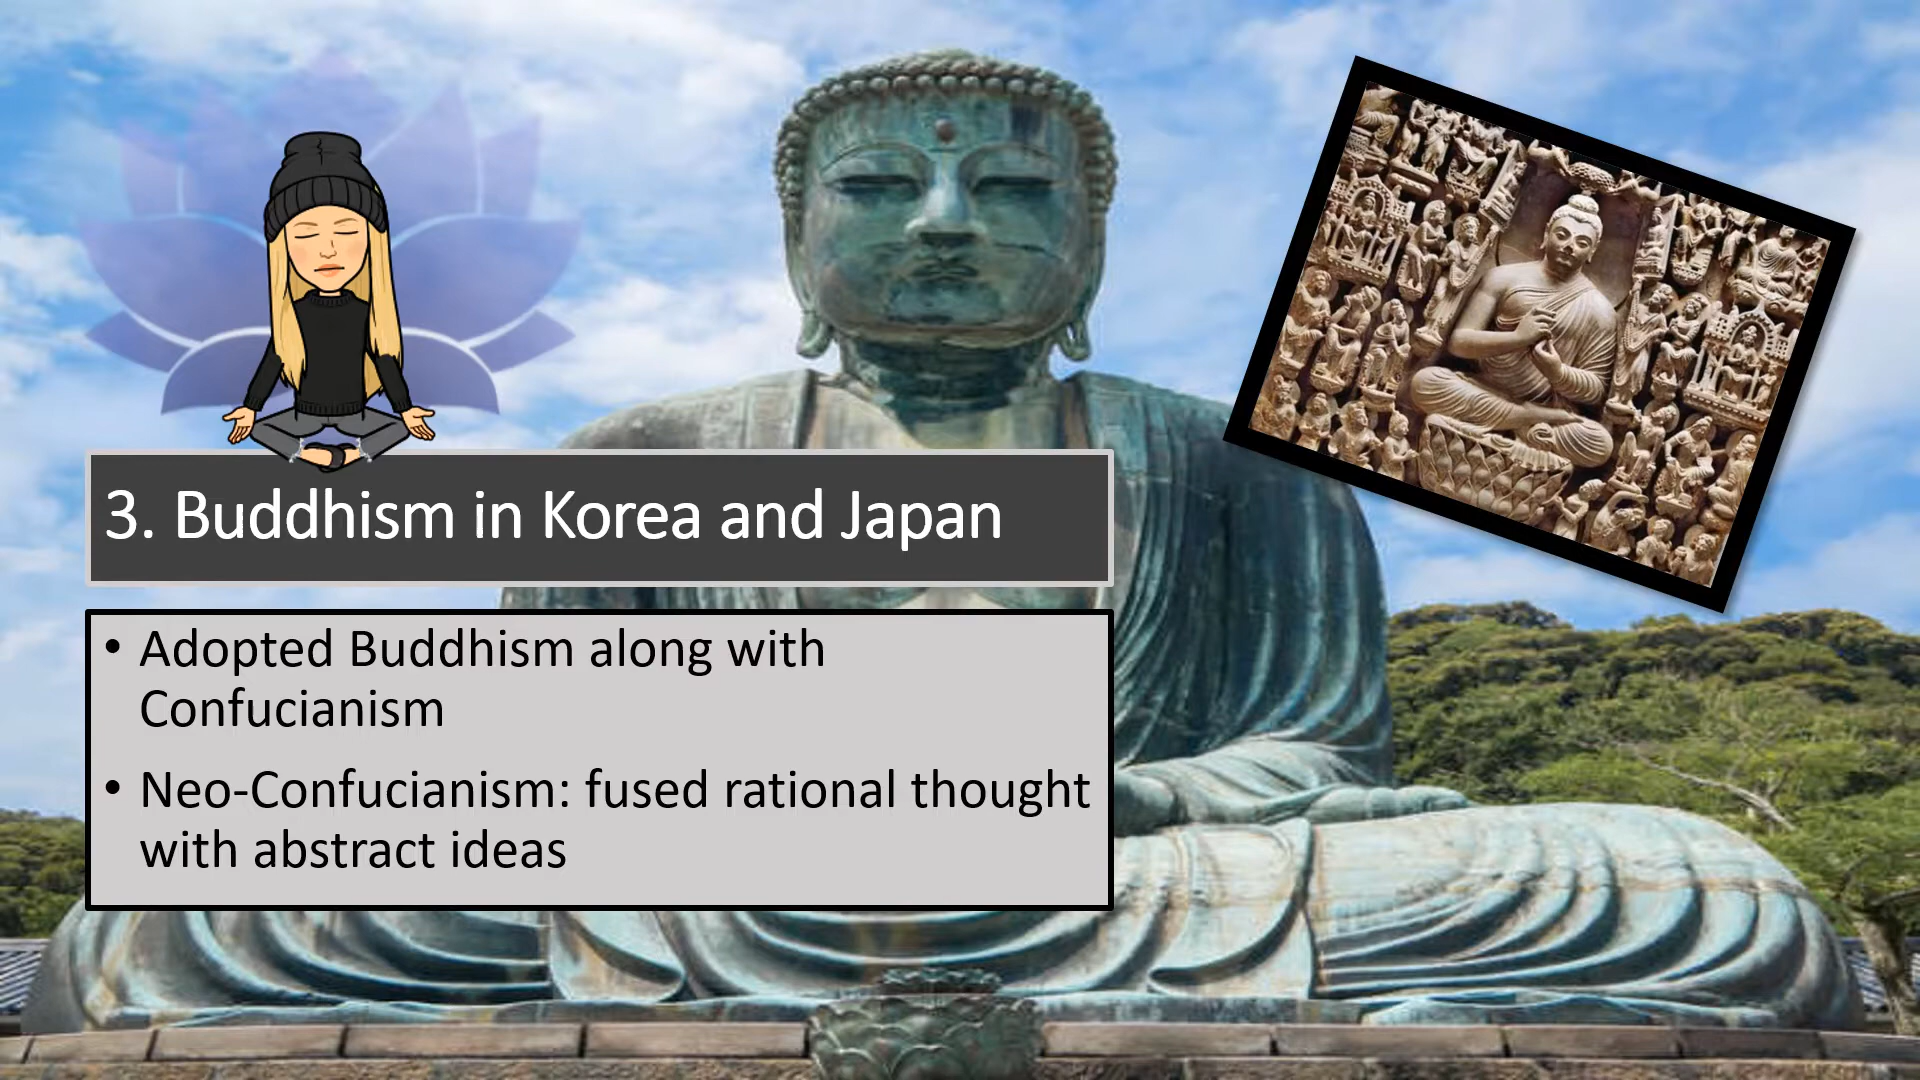 3. Buddhism in Korea and Japan
• Adopted Buddhism along with
Confucianism
• Neo-Confucianism: fused rational thought
with abstract ideas